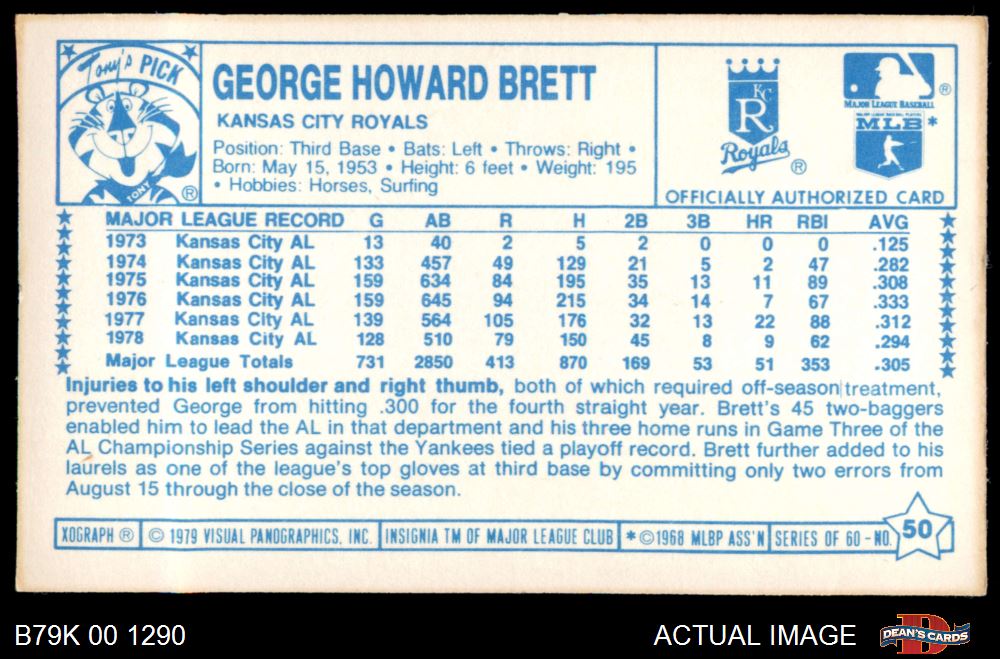 Tony's PICK
TONY
®
GEORGE HOWARD BRETT
KANSAS CITY ROYALS
Position: Third Base • Bats: Left • Throws: Right •
Born: May 15, 1953 • Height: 6 feet • Weight: 195
• Hobbies: Horses, Surfing
KC
R
Royals ®
MAJOR LEAGUE BASEBALL ®
MLB *
OFFICIALLY AUTHORIZED CARD
MAJOR LEAGUE RECORD G AB R H 2B 3B HR RBI AVG
1973 Kansas City AL 13 40 2 5 2 0 0 0 .125
1974 Kansas City AL 133 457 49 129 21 5 2 47 .282
1975 Kansas City AL 159 634 84 195 35 13 11 89 .308
1976 Kansas City AL 159 645 94 215 34 14 7 67 .333
1977 Kansas City AL 139 564 105 176 32 13 22 88 .312
1978 Kansas City AL 128 510 79 150 45 8 9 62 .294
Major League Totals 731 2850 413 870 169 53 51 353 .305
Injuries to his left shoulder and right thumb, both of which required off-season treatment,
prevented George from hitting .300 for the fourth straight year. Brett's 45 two-baggers
enabled him to lead the AL in that department and his three home runs in Game Three of the
AL Championship Series against the Yankees tied a playoff record. Brett further added to his
laurels as one of the league's top gloves at third base by committing only two errors from
August 15 through the close of the season.
XOGRAPH ® © 1979 VISUAL PANOGRAPHICS, INC. INSIGNIA TM OF MAJOR LEAGUE CLUB *©1968 MLBP ASS'N SERIES OF 60-NO. 50
B79K 00 1290
ACTUAL IMAGE
DEAN'S CARDS